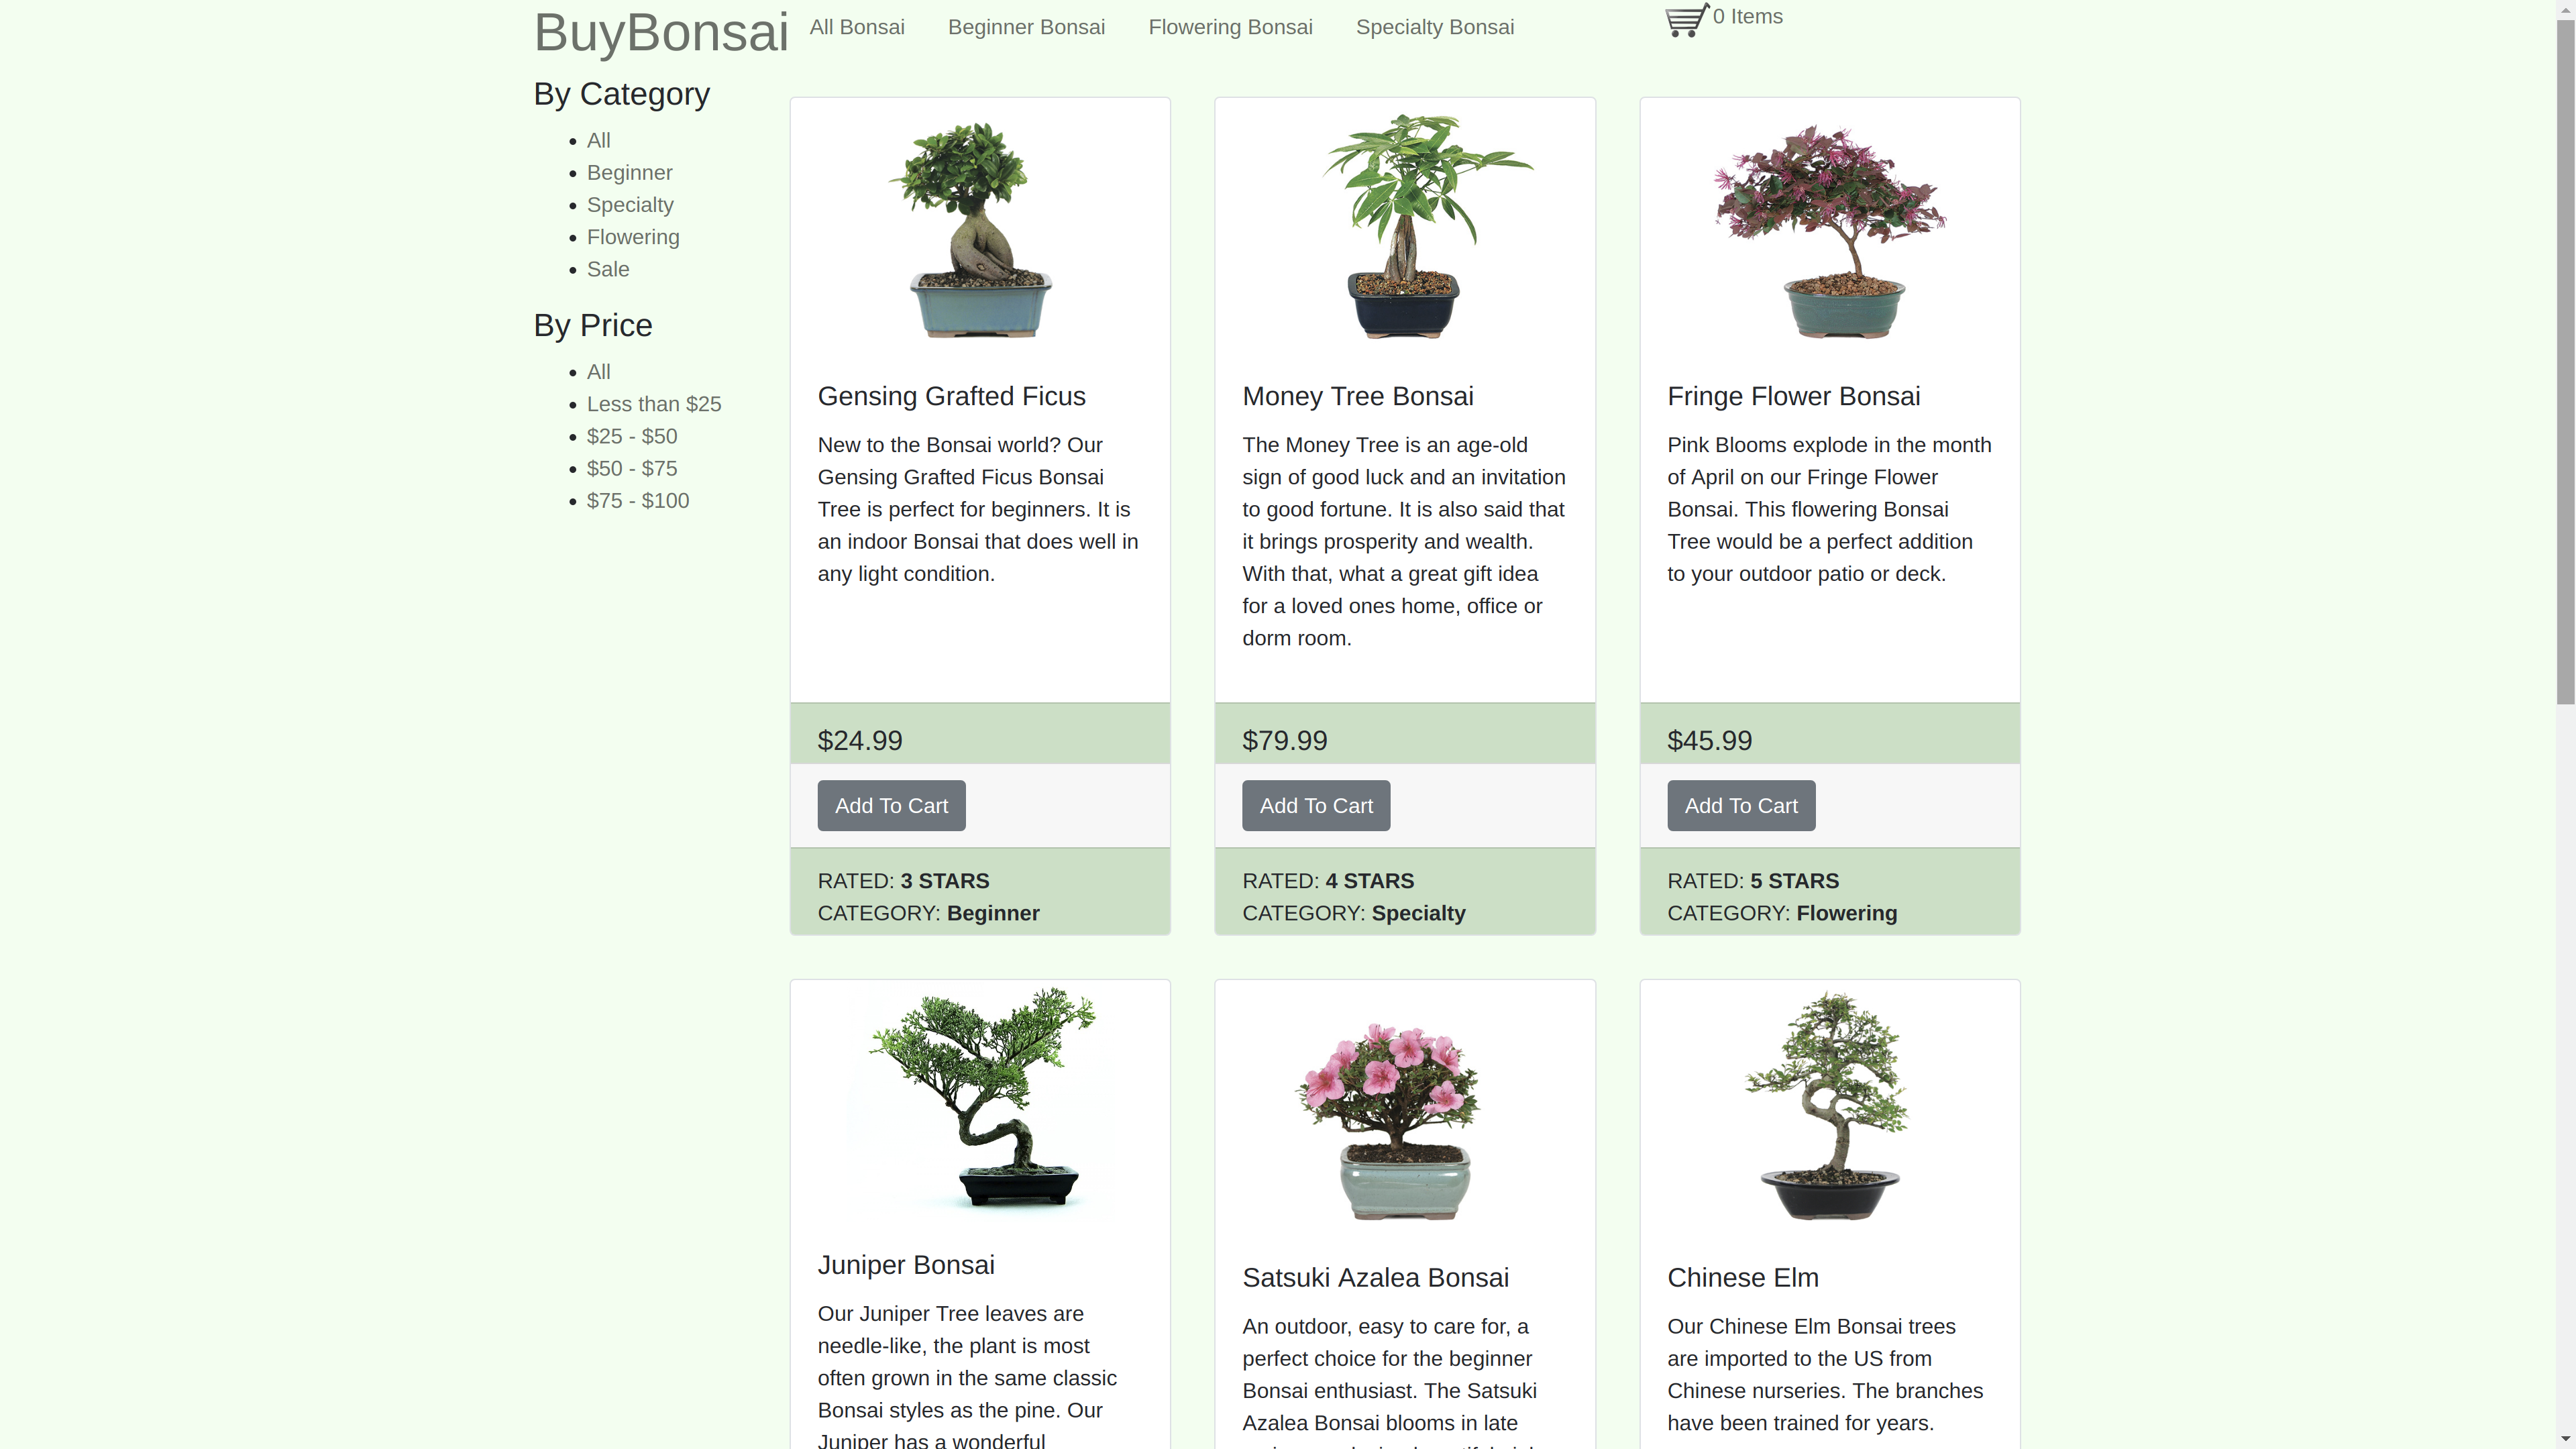 BuyBonsai
All Bonsai
Beginner Bonsai
Flowering Bonsai
Specialty Bonsai
0 Items
By Category
All
Beginner
Specialty
Flowering
Sale
By Price
All
Less than $25
$25 - $50
$50 - $75
$75 - $100
Gensing Grafted Ficus
New to the Bonsai world? Our
Gensing Grafted Ficus Bonsai
Tree is perfect for beginners. It is
an indoor Bonsai that does well in
any light condition.
$24.99
Add To Cart
RATED: 3 STARS
CATEGORY: Beginner
Money Tree Bonsai
The Money Tree is an age-old
sign of good luck and an invitation
to good fortune. It is also said that
it brings prosperity and wealth.
With that, what a great gift idea
for a loved ones home, office or
dorm room.
$79.99
Add To Cart
RATED: 4 STARS
CATEGORY: Specialty
Fringe Flower Bonsai
Pink Blooms explode in the month
of April on our Fringe Flower
Bonsai. This flowering Bonsai
Tree would be a perfect addition
to your outdoor patio or deck.
$45.99
Add To Cart
RATED: 5 STARS
CATEGORY: Flowering
Juniper Bonsai
Our Juniper Tree leaves are
needle-like, the plant is most
often grown in the same classic
Bonsai styles as the pine. Our
Juniper has a wonderful
Satsuki Azalea Bonsai
An outdoor, easy to care for, a
perfect choice for the beginner
Bonsai enthusiast. The Satsuki
Azalea Bonsai blooms in late
Chinese Elm
Our Chinese Elm Bonsai trees
are imported to the US from
Chinese nurseries. The branches
have been trained for years.